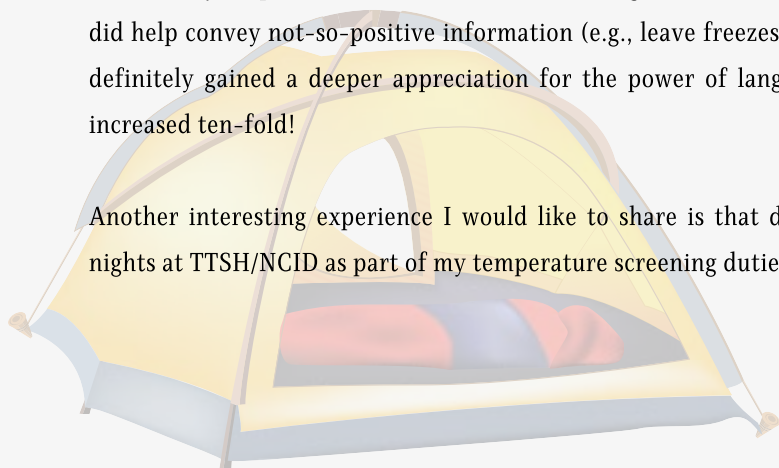 did help convey not-so-positive information (e.g., leave freezes
definitely gained a deeper appreciation for the power of lang
increased ten-fold!
Another interesting experience I would like to share is that d
nights at TTSH/NCID as part of my temperature screening dutie